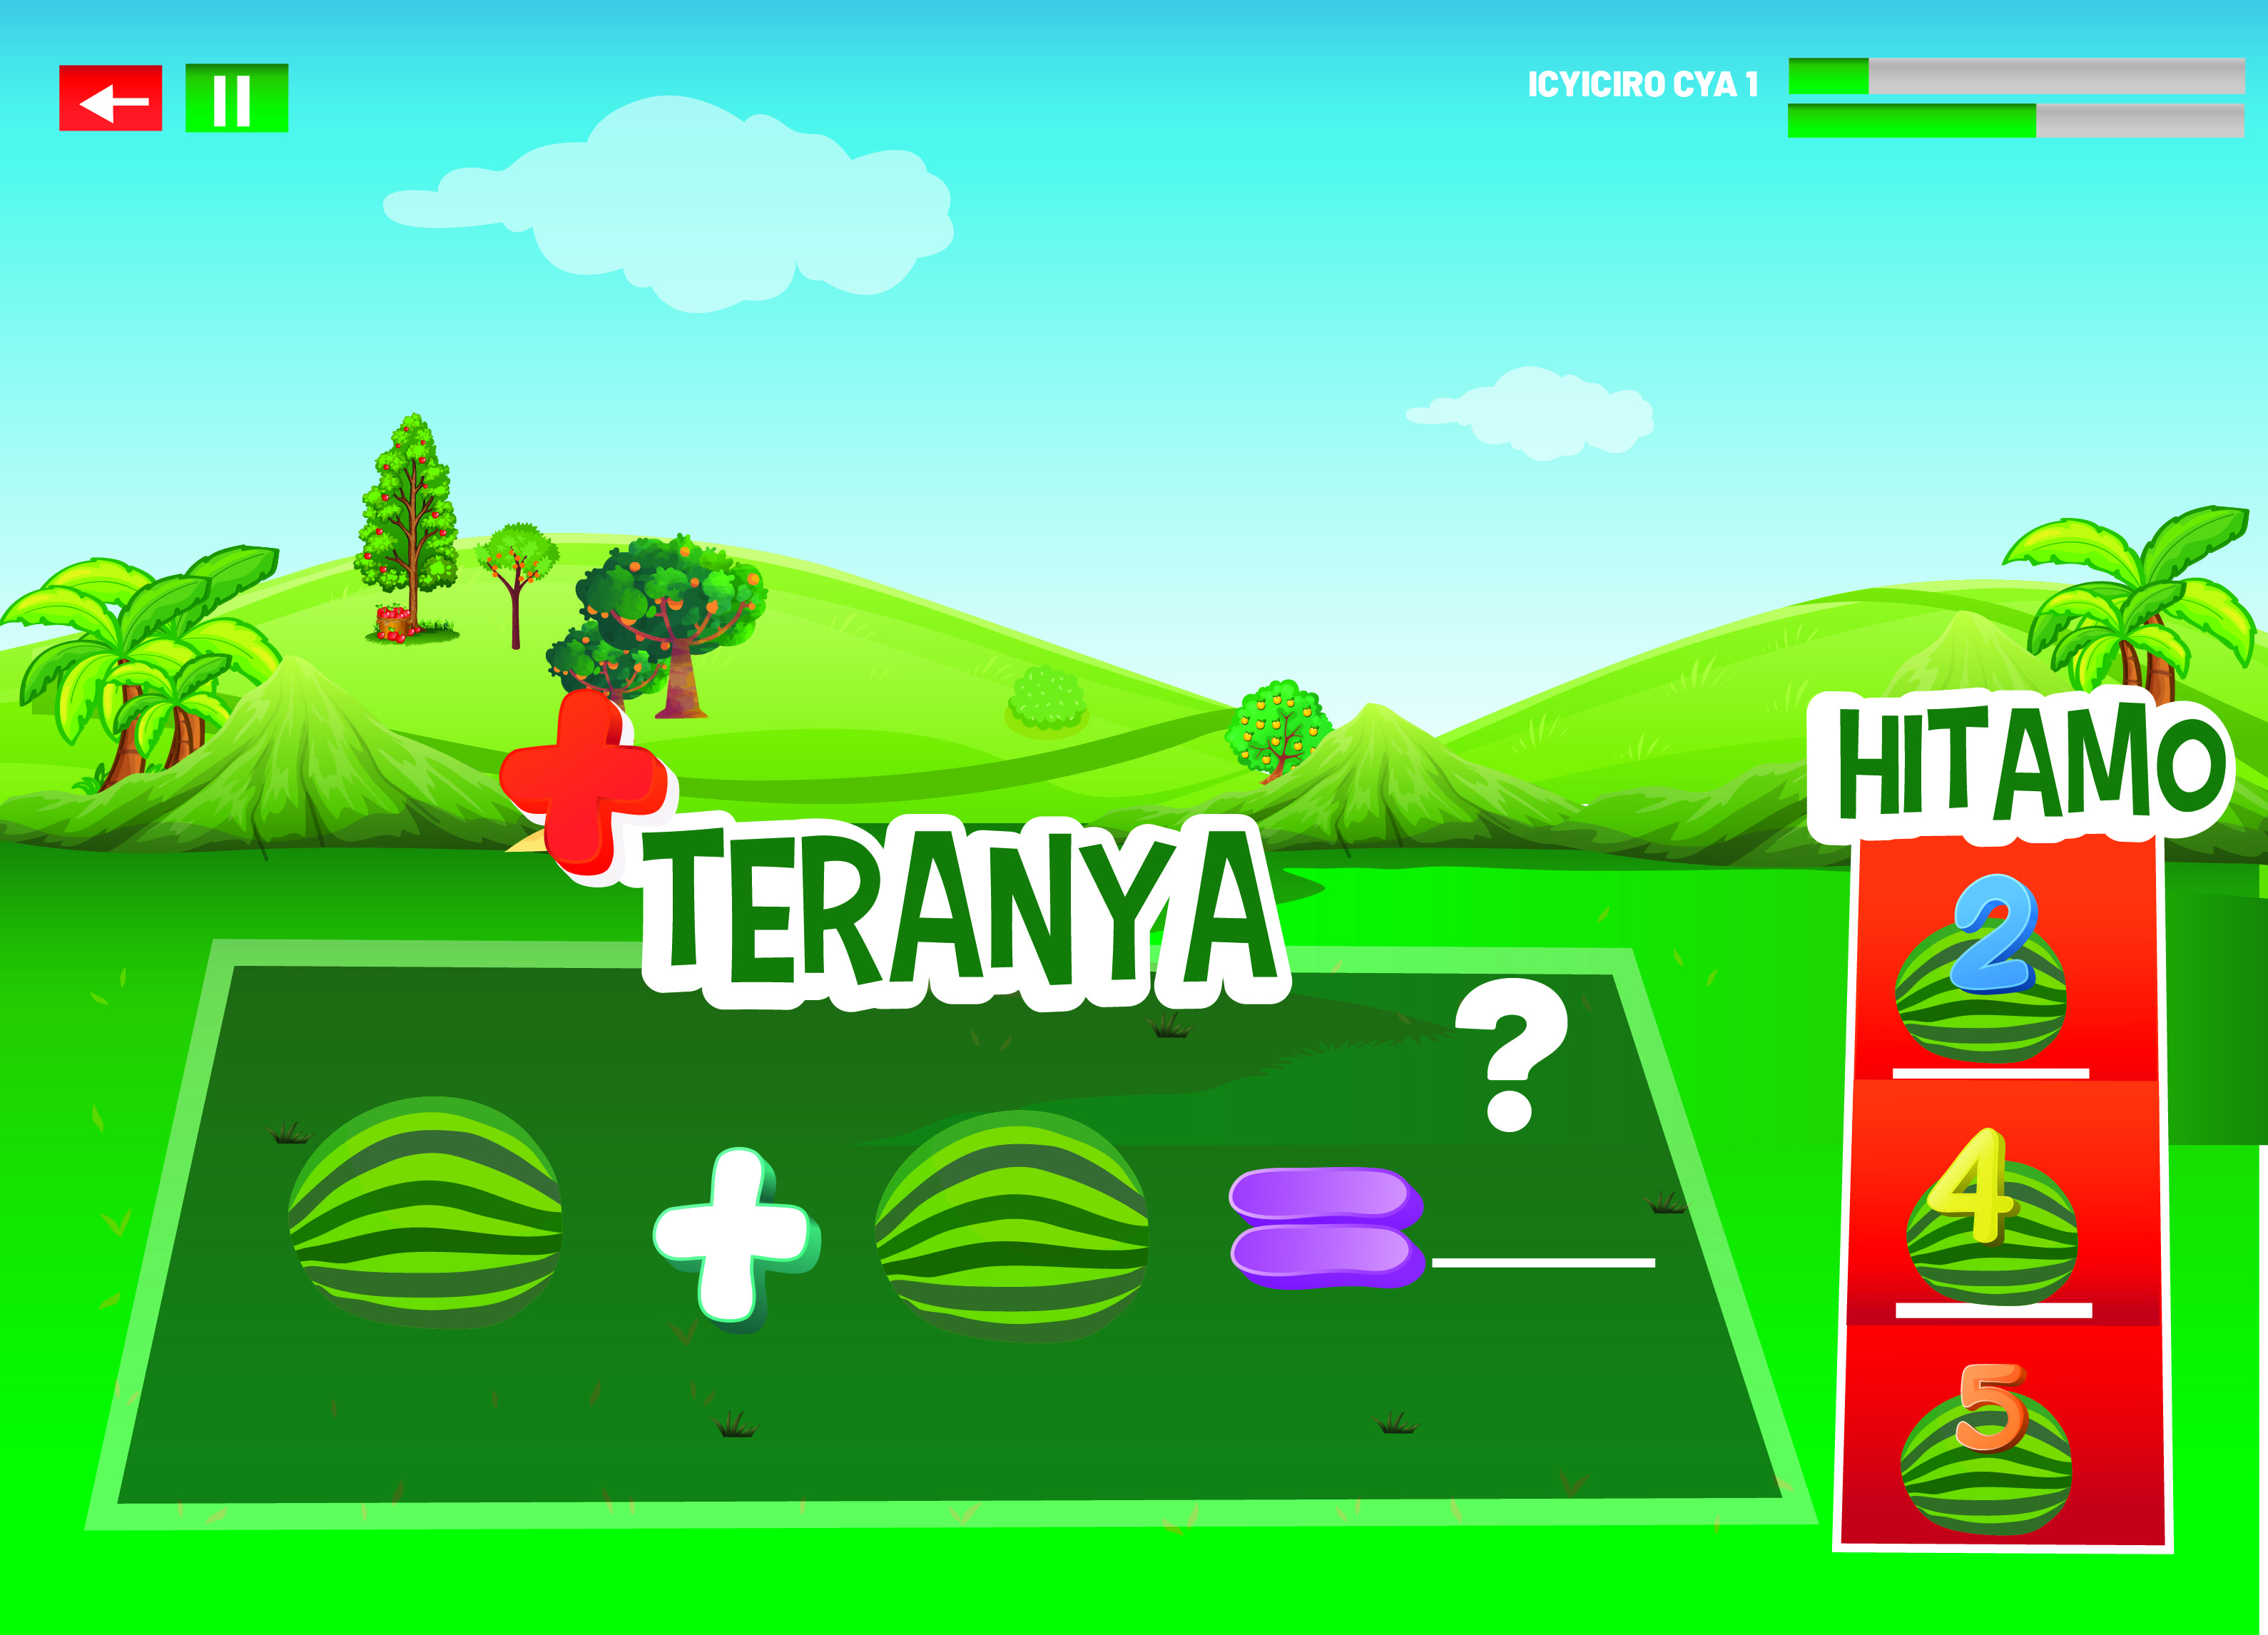 ICYICIRO CYA 1
+ TERANYA
HITAMO
?
+ =
2
4
5